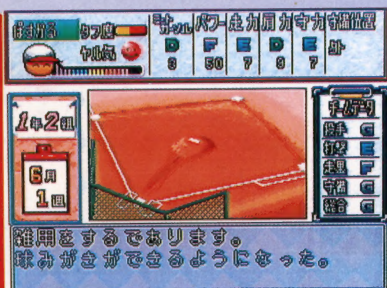 ぱすかる タフ度
ヤル気
ミート カーソル パワー 走力 肩力 守力 守備位置
D F E D E 外
3 50 7 9 7
1年2組
6月
1週
チームデータ
投手 G
打撃 E
走塁 F
守備 G
総合 G
雑用をするであります。
球みがきができるようになった。